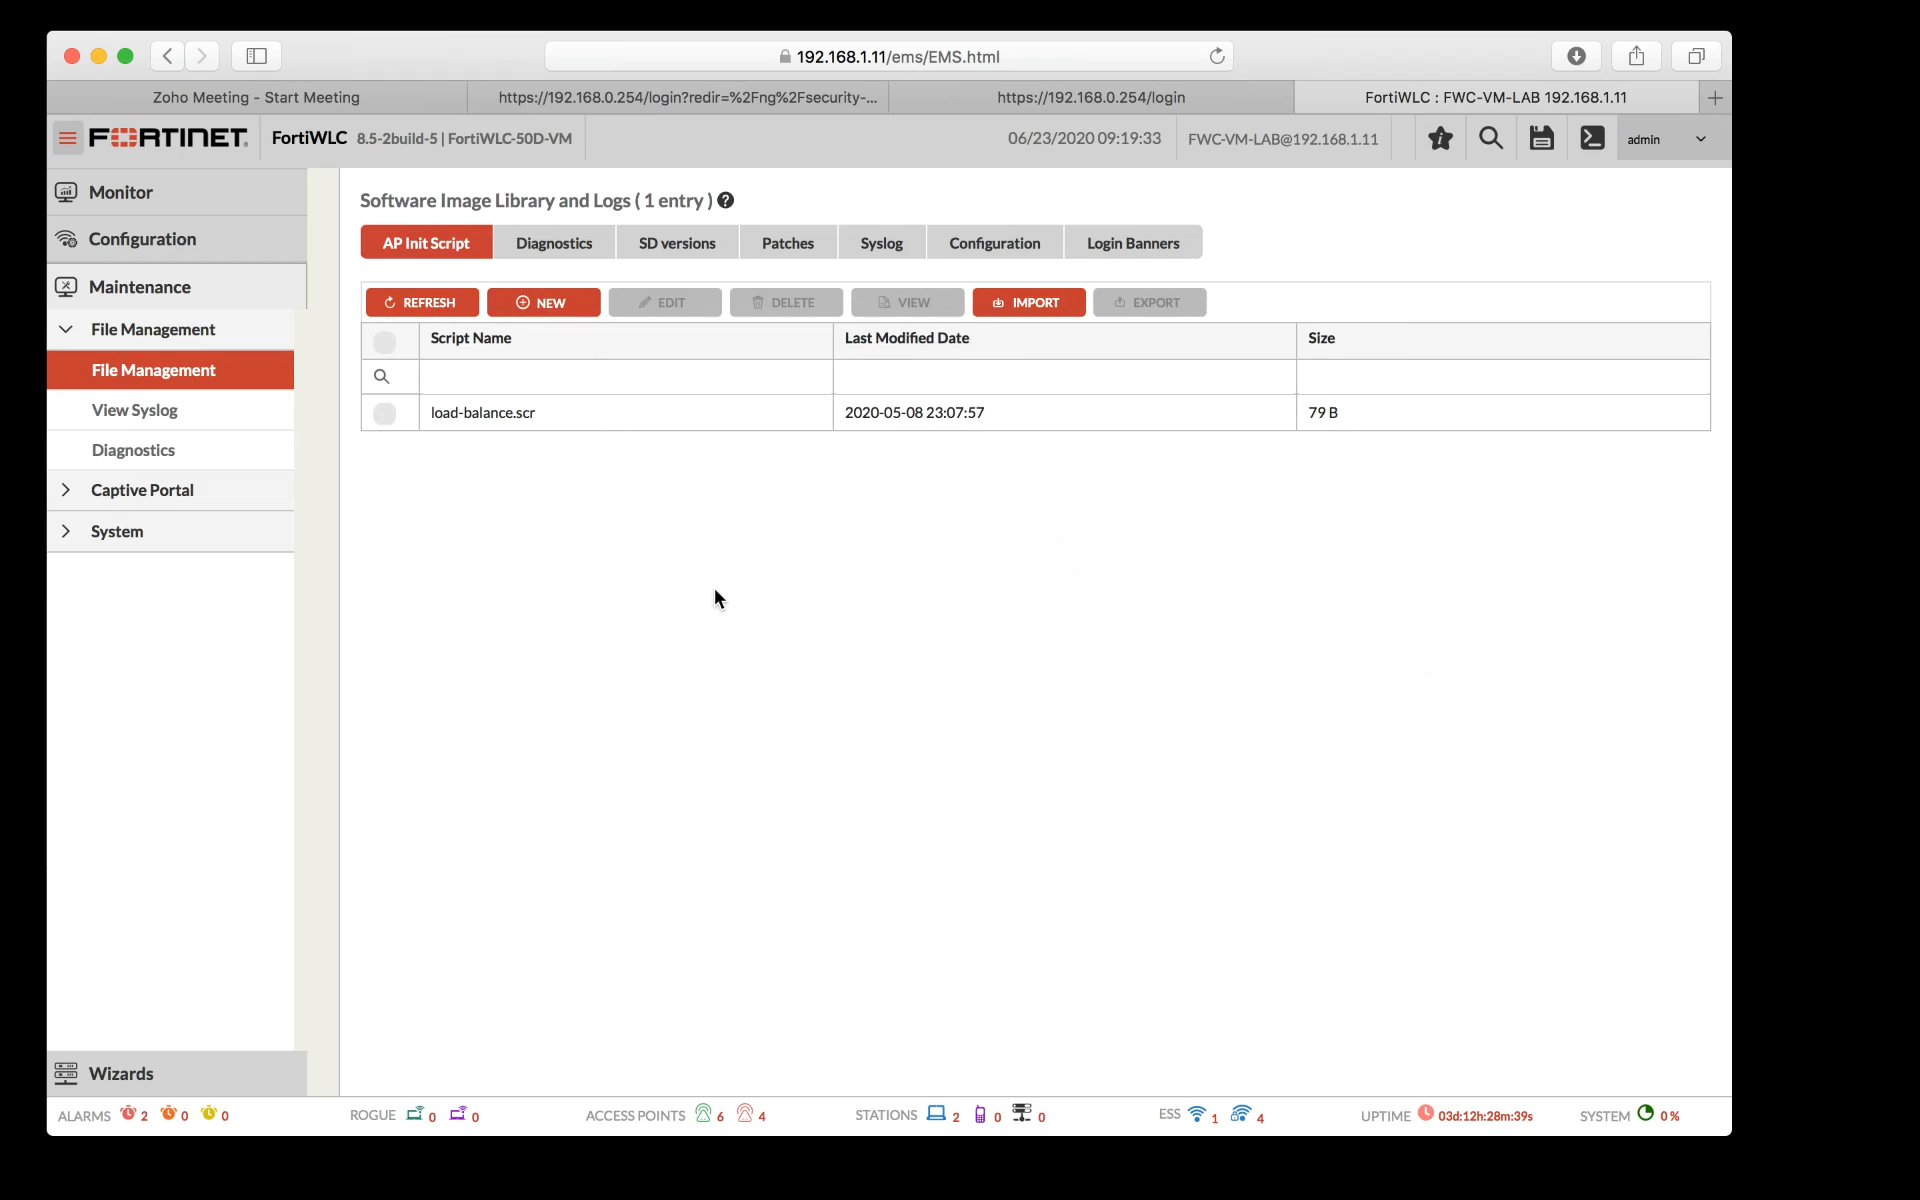 192.168.1.11/ems/EMS.html
Zoho Meeting - Start Meeting
https://192.168.0.254/login?redir=%2Fng%2Fsecurity-...
https://192.168.0.254/login
FortiWLC : FWC-VM-LAB 192.168.1.11
FORTINET
FortiWLC 8.5-2build-5 | FortiWLC-50D-VM
06/23/2020 09:19:33
FWC-VM-LAB@192.168.1.11
admin
Monitor
Configuration
Maintenance
File Management
File Management
View Syslog
Diagnostics
Captive Portal
System
Wizards
Software Image Library and Logs ( 1 entry )
AP Init Script Diagnostics SD versions Patches Syslog Configuration Login Banners
REFRESH NEW EDIT DELETE VIEW IMPORT EXPORT
Script Name Last Modified Date Size
load-balance.scr 2020-05-08 23:07:57 79 B
ALARMS 2 0 0 ROGUE 0 0 ACCESS POINTS 6 4 STATIONS 2 0 0 ESS 1 4 UPTIME 03d:12h:28m:39s SYSTEM 0 %